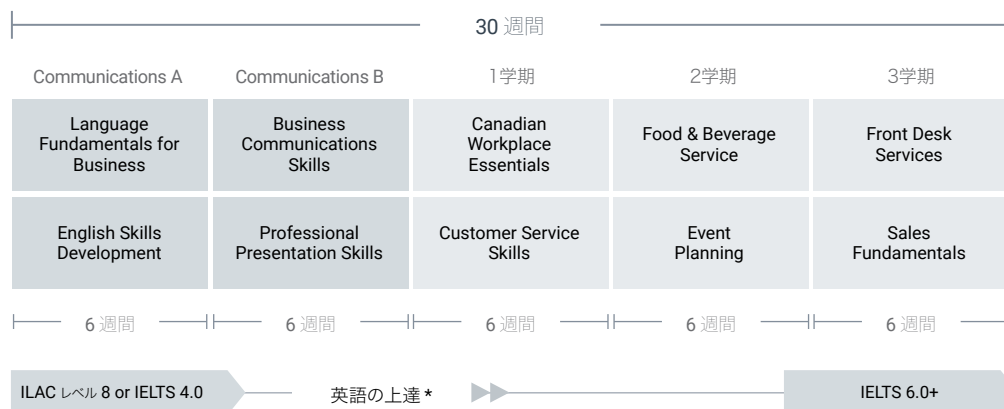 30 週間
Communications A
Communications B
1学期
2学期
3学期
Language
Fundamentals for
Business
Business
Communications
Skills
Canadian
Workplace
Essentials
Food & Beverage
Service
Front Desk
Services
English Skills
Development
Professional
Presentation Skills
Customer Service
Skills
Event
Planning
Sales
Fundamentals
6 週間
6 週間
6 週間
6 週間
6 週間
ILAC レベル 8 or IELTS 4.0
英語の上達 *
IELTS 6.0+